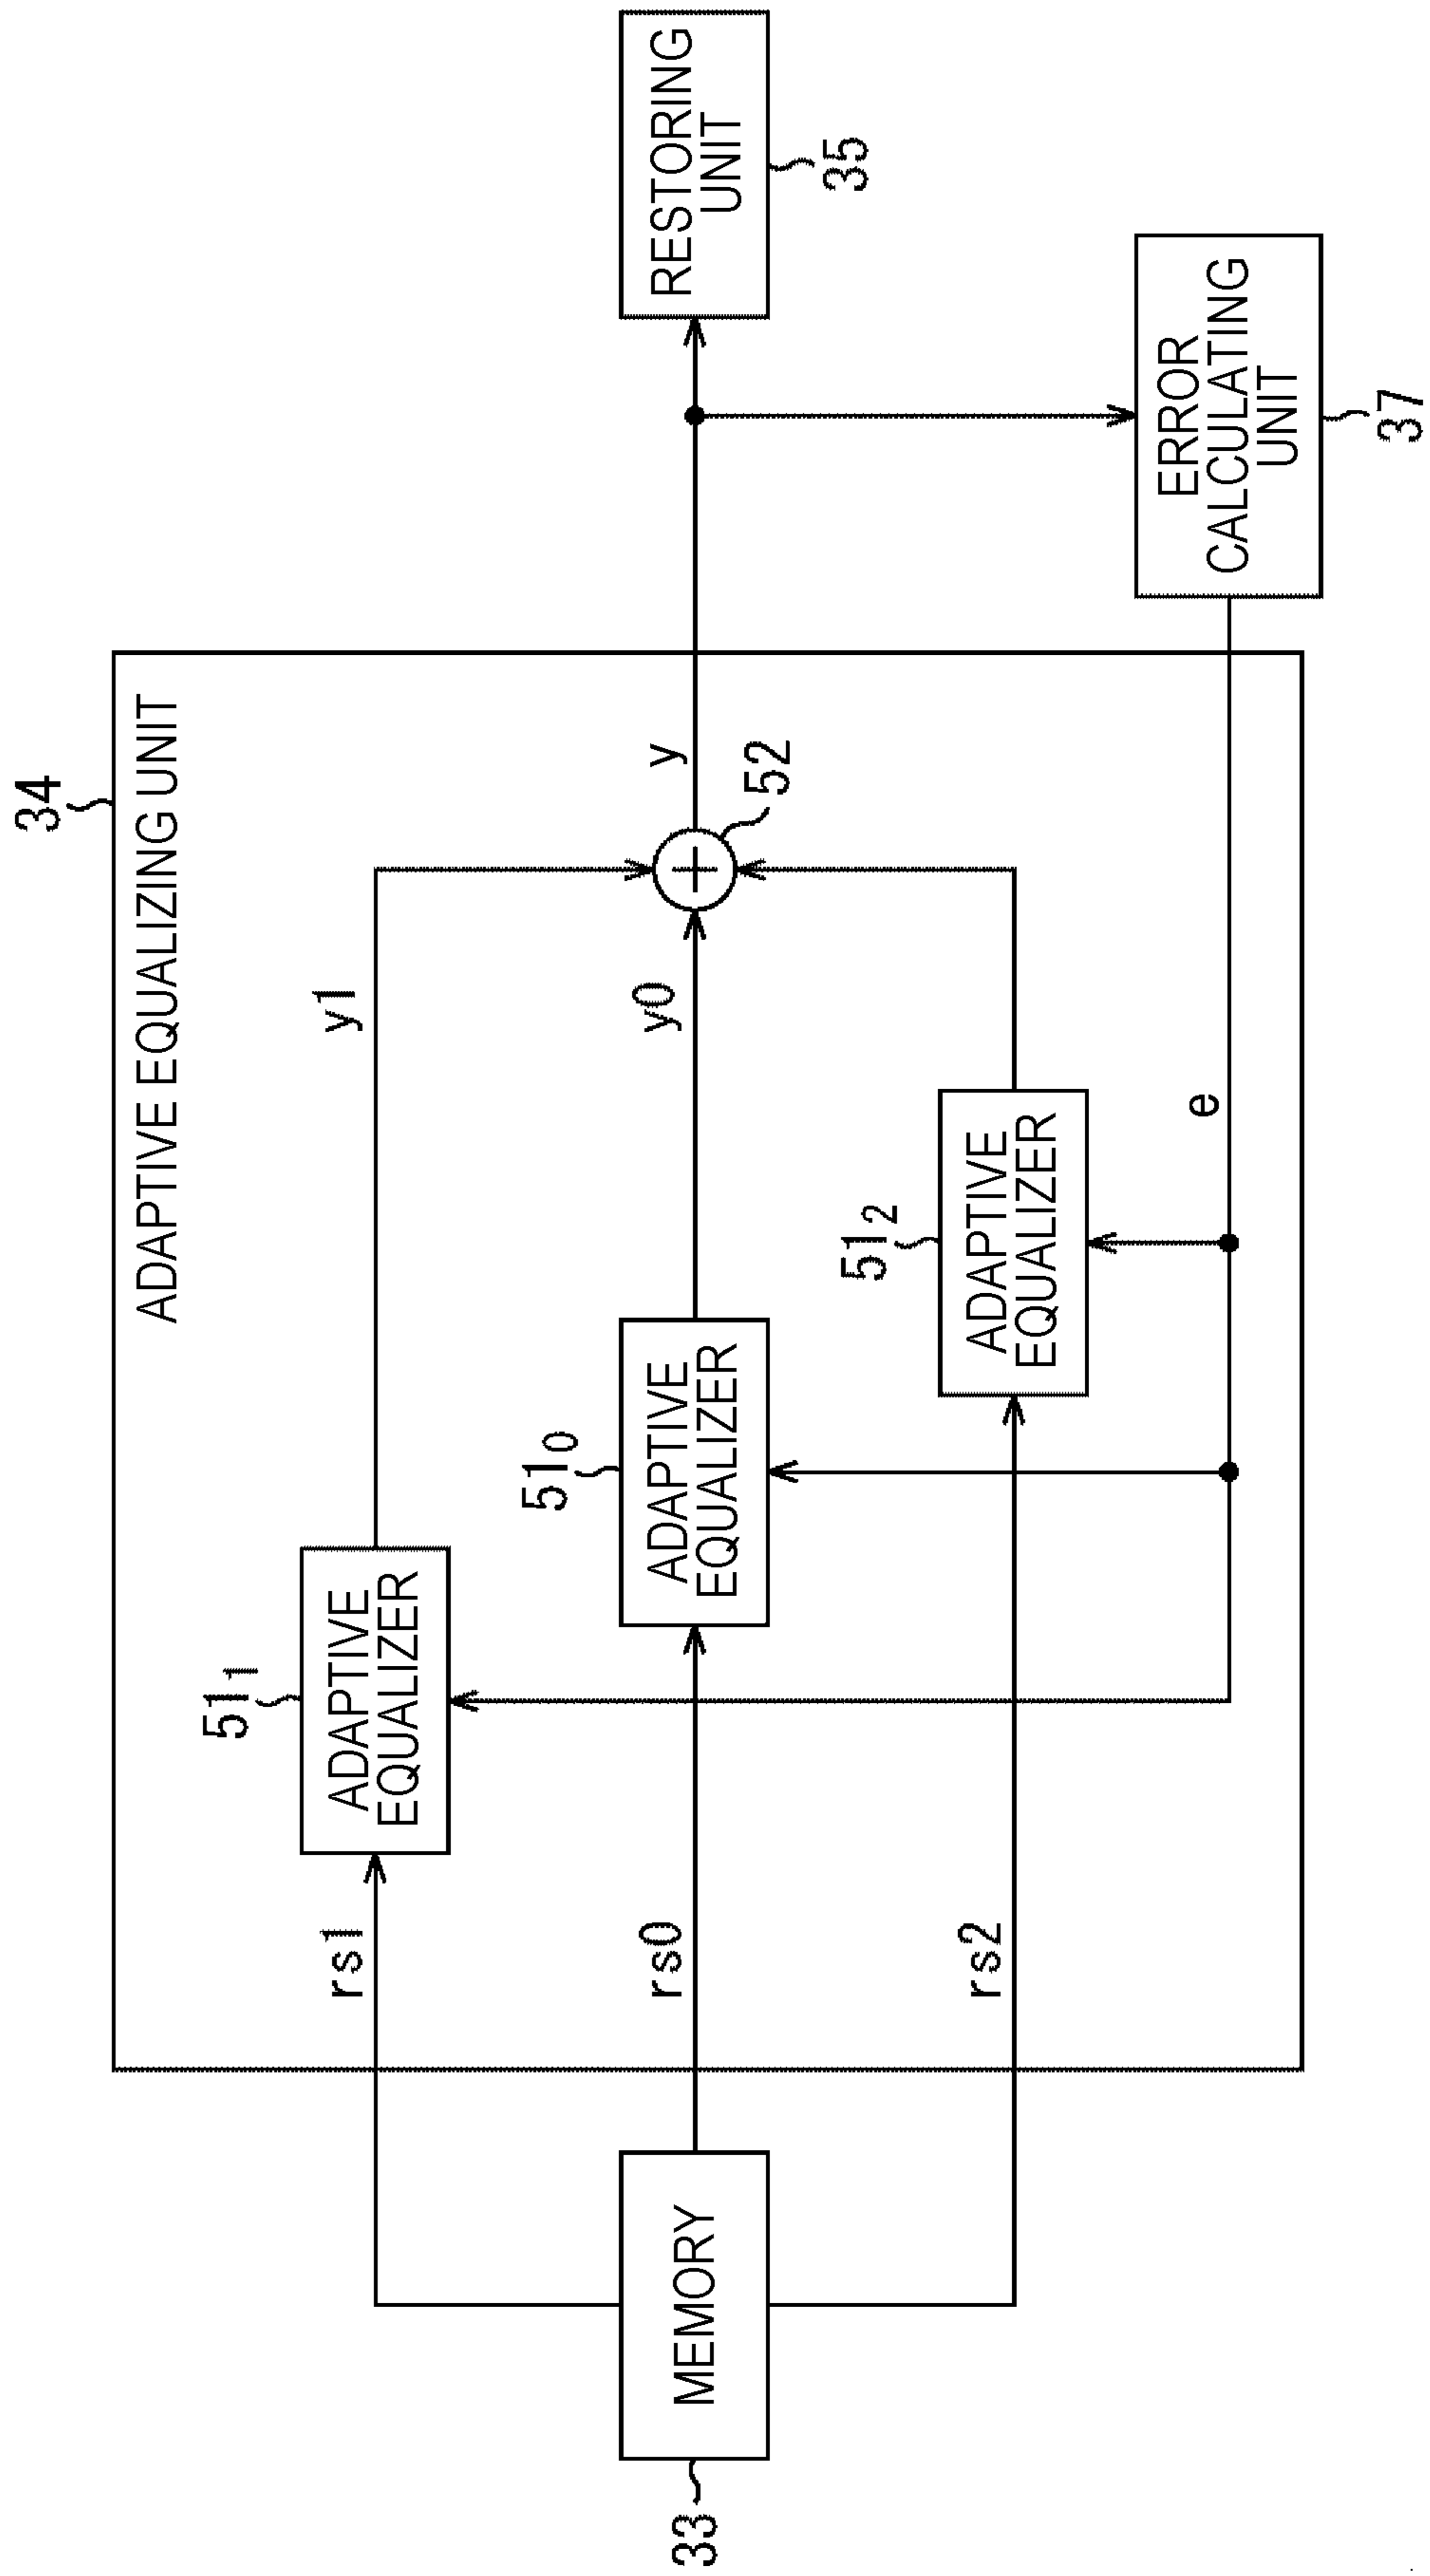 34
ADAPTIVE EQUALIZING UNIT
rs1
51₁
ADAPTIVE
EQUALIZER
y1
33
MEMORY
rs0
51₀
ADAPTIVE
EQUALIZER
y0
52
y
RESTORING
UNIT
35
rs2
51₂
ADAPTIVE
EQUALIZER
e
ERROR
CALCULATING
UNIT
37